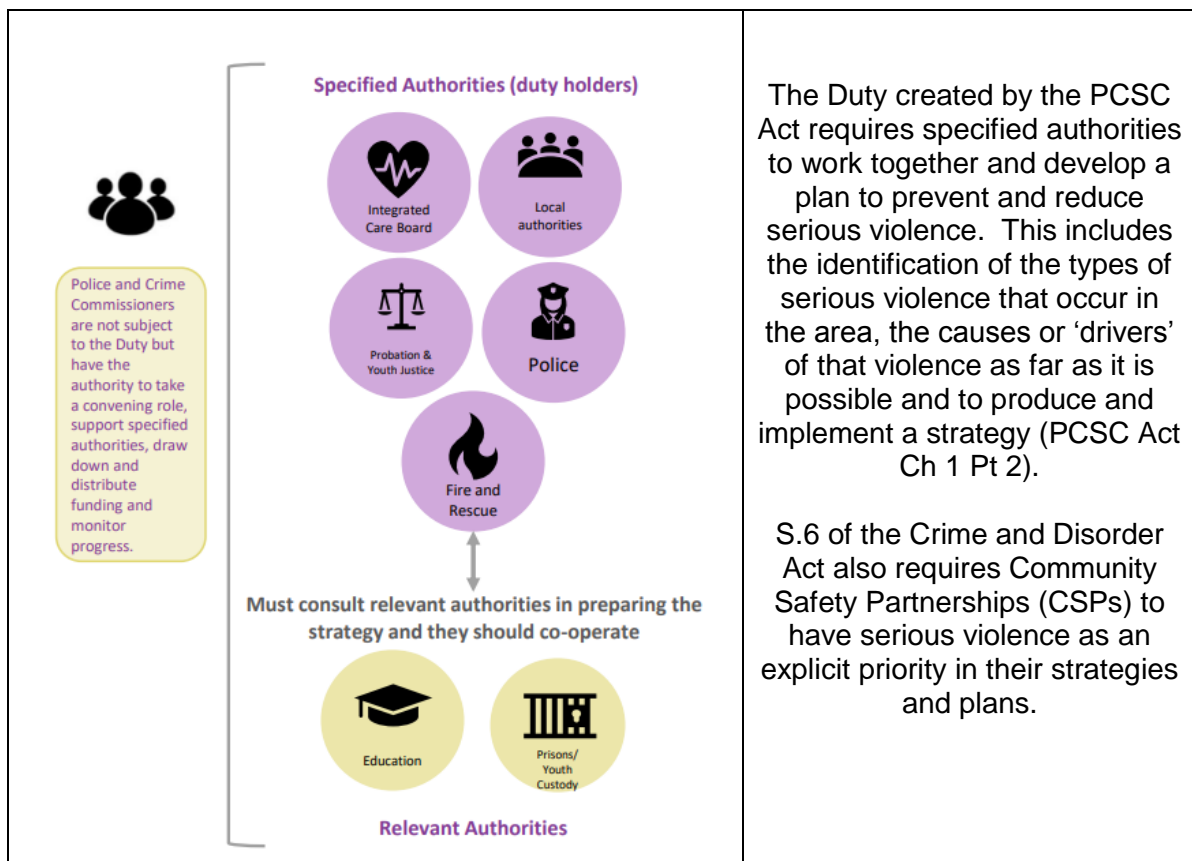 Specified Authorities (duty holders)
Integrated
Care Board
Local
authorities
Probation &
Youth Justice
Police
Fire and
Rescue
Police and Crime
Commissioners
are not subject
to the Duty but
have the
authority to take
a convening role,
support specified
authorities, draw
down and
distribute
funding and
monitor
progress.
Must consult relevant authorities in preparing the
strategy and they should co-operate
Education
Prisons/
Youth
Custody
Relevant Authorities
The Duty created by the PCSC
Act requires specified authorities
to work together and develop a
plan to prevent and reduce
serious violence.  This includes
the identification of the types of
serious violence that occur in
the area, the causes or ‘drivers’
of that violence as far as it is
possible and to produce and
implement a strategy (PCSC Act
Ch 1 Pt 2).
S.6 of the Crime and Disorder
Act also requires Community
Safety Partnerships (CSPs) to
have serious violence as an
explicit priority in their strategies
and plans.